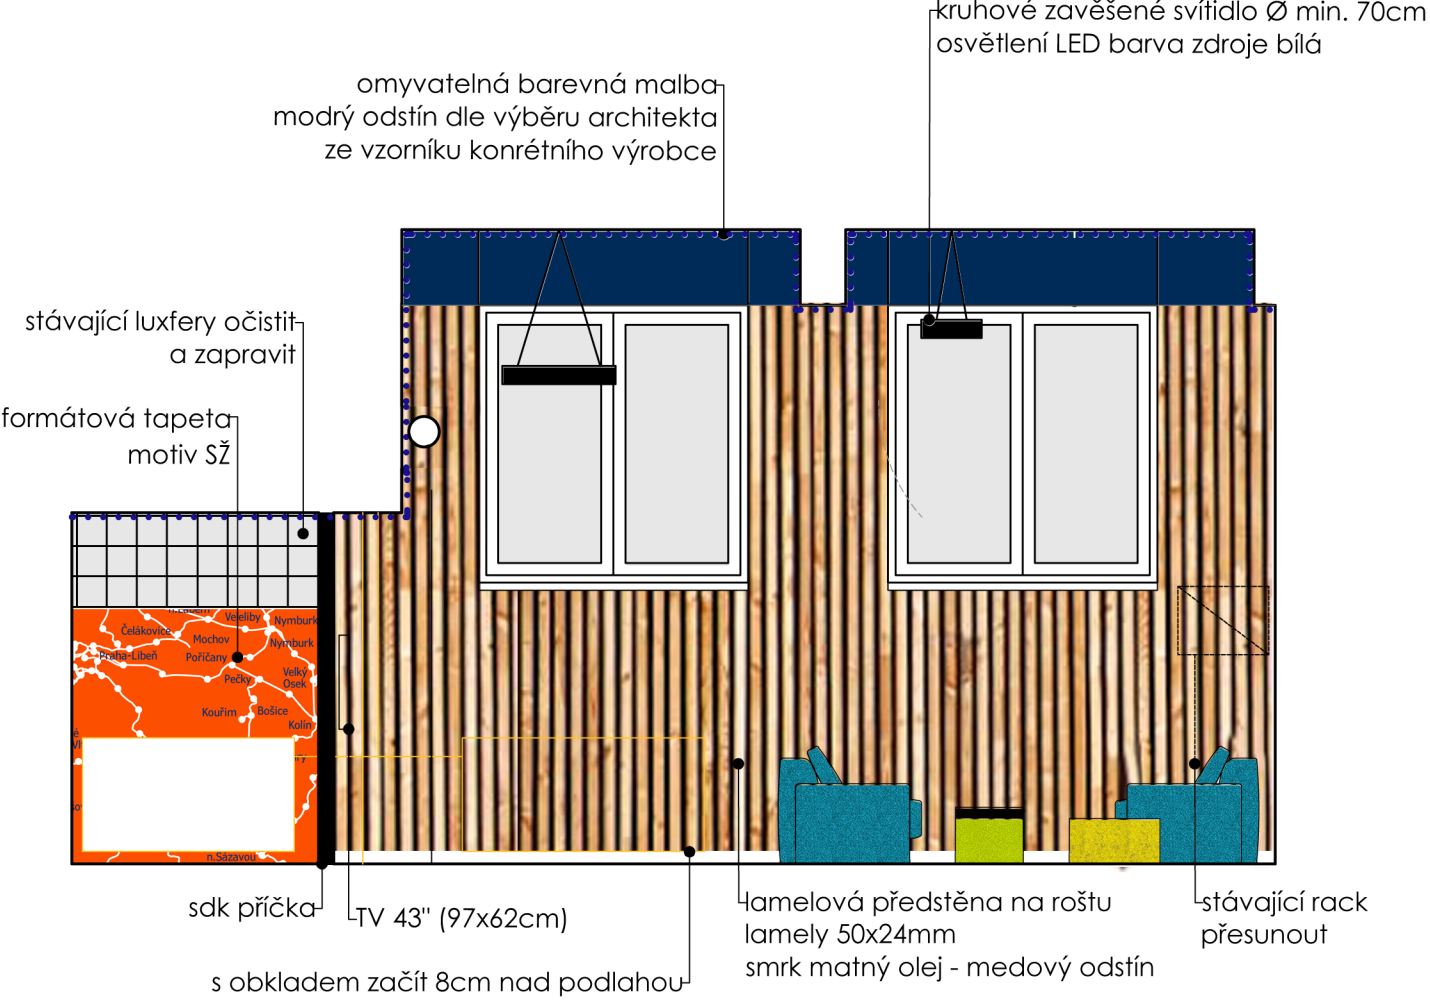 kruhové zavěšené svítidlo Ø min. 70cm
osvětlení LED barva zdroje bílá
omyvatelná barevná malba
modrý odstín dle výběru architekta
ze vzorníku konrétního výrobce
stávající luxfery očistit
a zapravit
formátová tapeta
motiv SŽ
n.Labem
Veleliby
Nymburk
Čelákovice
Mochov
Nymburk
Praha-Libeň
Poříčany
Pečky
Velký
Osek
Kouřim
Bošice
Kolín
n.Sázavou
sdk příčka
TV 43" (97x62cm)
s obkladem začít 8cm nad podlahou
lamelová předstěna na roštu
lamely 50x24mm
smrk matný olej - medový odstín
stávající rack
přesunout